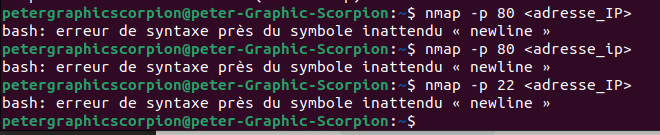 petergraphicscorpion@peter-Graphic-Scorpion:~$ nmap -p 80 <adresse_IP>
bash: erreur de syntaxe près du symbole inattendu « newline »
petergraphicscorpion@peter-Graphic-Scorpion:~$ nmap -p 80 <adresse_ip>
bash: erreur de syntaxe près du symbole inattendu « newline »
petergraphicscorpion@peter-Graphic-Scorpion:~$ nmap -p 22 <adresse_IP>
bash: erreur de syntaxe près du symbole inattendu « newline »
petergraphicscorpion@peter-Graphic-Scorpion:~$